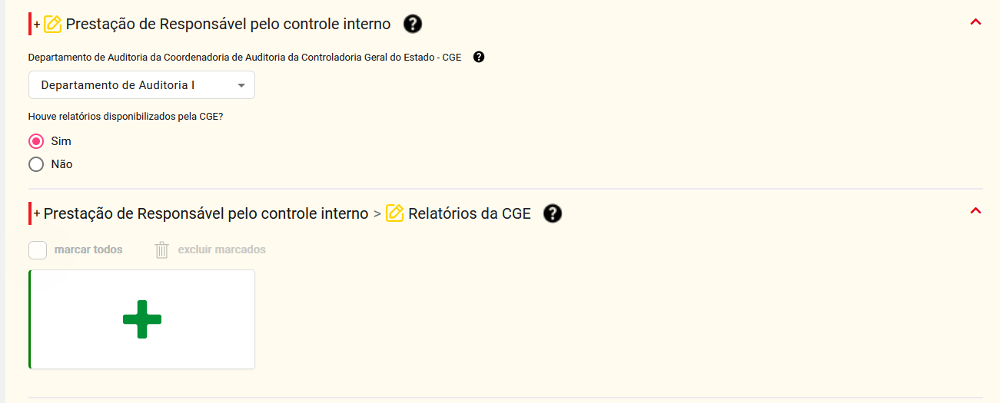 + Prestação de Responsável pelo controle interno ?
Departamento de Auditoria da Coordenadoria de Auditoria da Controladoria Geral do Estado - CGE ?
Departamento de Auditoria I
Houve relatórios disponibilizados pela CGE?
Sim
Não
+ Prestação de Responsável pelo controle interno > Relatórios da CGE ?
marcar todos excluir marcados